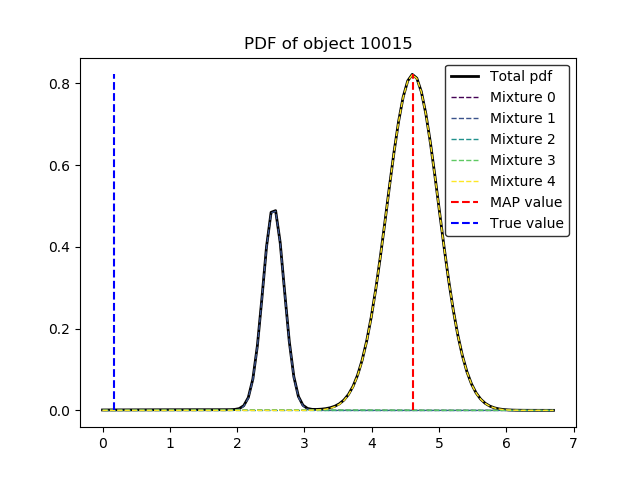 PDF of object 10015
Total pdf
Mixture 0
Mixture 1
Mixture 2
Mixture 3
Mixture 4
MAP value
True value
0.8
0.6
0.4
0.2
0.0
0 1 2 3 4 5 6 7